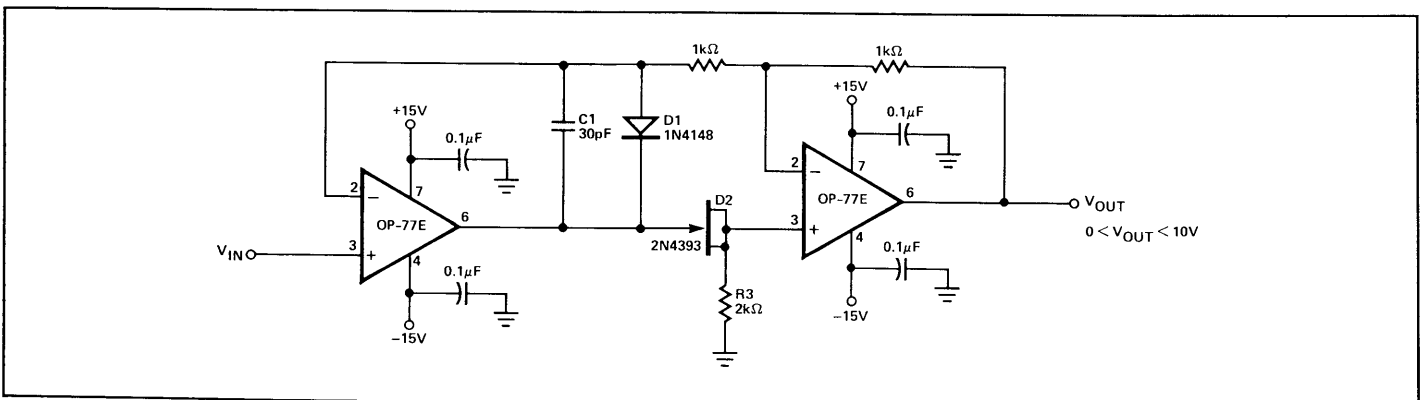 1kΩ
1kΩ
+15V
0.1μF
C1
30pF
D1
1N4148
2
3
6
7
4
OP-77E
V_IN
0.1μF
−15V
D2
2N4393
R3
2kΩ
+15V
0.1μF
2
3
6
7
4
OP-77E
0.1μF
−15V
V_OUT
0 < V_OUT < 10V
−
+
−
+